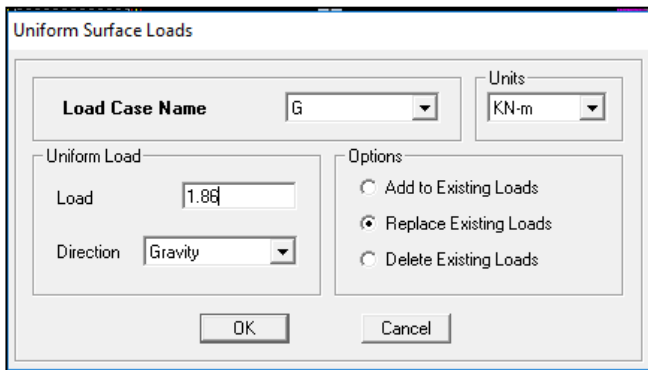 Uniform Surface Loads
Load Case Name
G
Units
KN-m
Uniform Load
Load
1.86
Direction
Gravity
Options
Add to Existing Loads
Replace Existing Loads
Delete Existing Loads
OK
Cancel